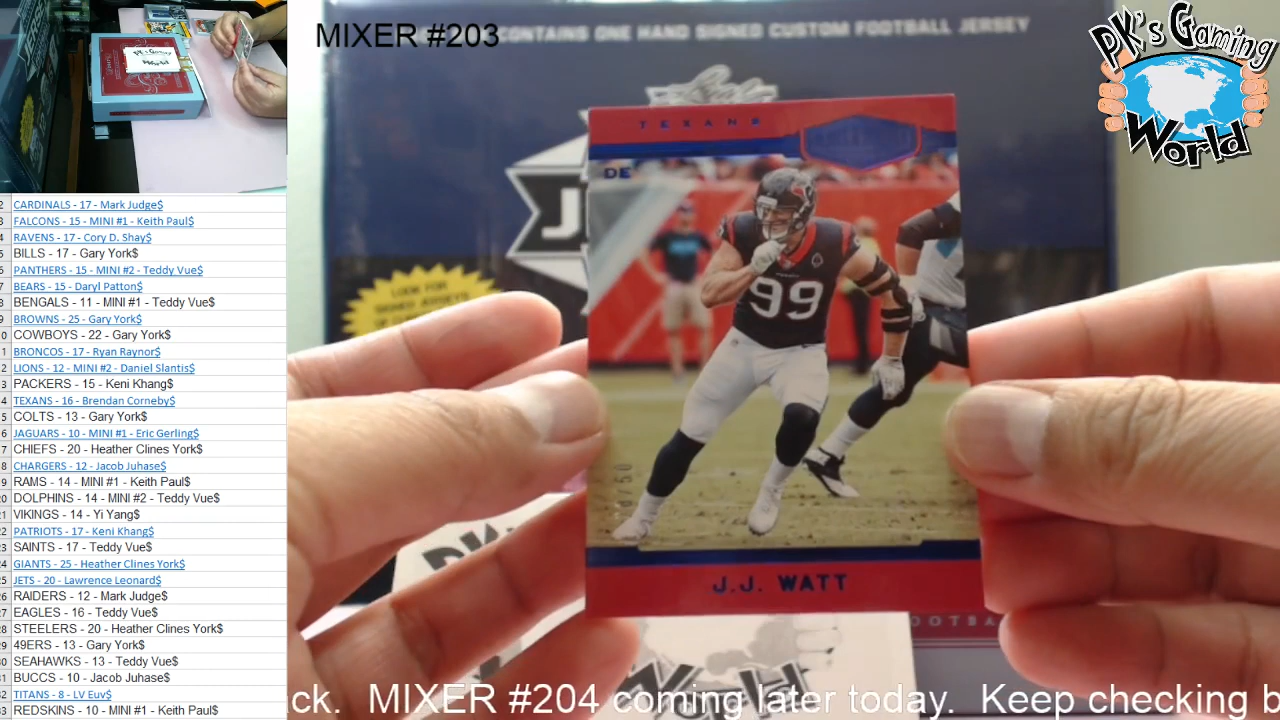 MIXER #203
CONTAINS ONE HAND SIGNED CUSTOM FOOTBALL JERSEY
PK's Gaming
World
TEXANS
DE
99
/50
J.J. WATT
LOOK FOR
SIGNED JERSEYS
CARDINALS - 17 - Mark Judge$
FALCONS - 15 - MINI #1 - Keith Paul$
RAVENS - 17 - Cory D. Shay$
BILLS - 17 - Gary York$
PANTHERS - 15 - MINI #2 - Teddy Vue$
BEARS - 15 - Daryl Patton$
BENGALS - 11 - MINI #1 - Teddy Vue$
BROWNS - 25 - Gary York$
COWBOYS - 22 - Gary York$
BRONCOS - 17 - Ryan Raynor$
LIONS - 12 - MINI #2 - Daniel Slantis$
PACKERS - 15 - Keni Khang$
TEXANS - 16 - Brendan Corneby$
COLTS - 13 - Gary York$
JAGUARS - 10 - MINI #1 - Eric Gerling$
CHIEFS - 20 - Heather Clines York$
CHARGERS - 12 - Jacob Juhase$
RAMS - 14 - MINI #1 - Keith Paul$
DOLPHINS - 14 - MINI #2 - Teddy Vue$
VIKINGS - 14 - Yi Yang$
PATRIOTS - 17 - Keni Khang$
SAINTS - 17 - Teddy Vue$
GIANTS - 25 - Heather Clines York$
JETS - 20 - Lawrence Leonard$
RAIDERS - 12 - Mark Judge$
EAGLES - 16 - Teddy Vue$
STEELERS - 20 - Heather Clines York$
49ERS - 13 - Gary York$
SEAHAWKS - 13 - Teddy Vue$
BUCCS - 10 - Jacob Juhase$
TITANS - 8 - LV Euv$
REDSKINS - 10 - MINI #1 - Keith Paul$
World
ck. MIXER #204 coming later today. Keep checking b